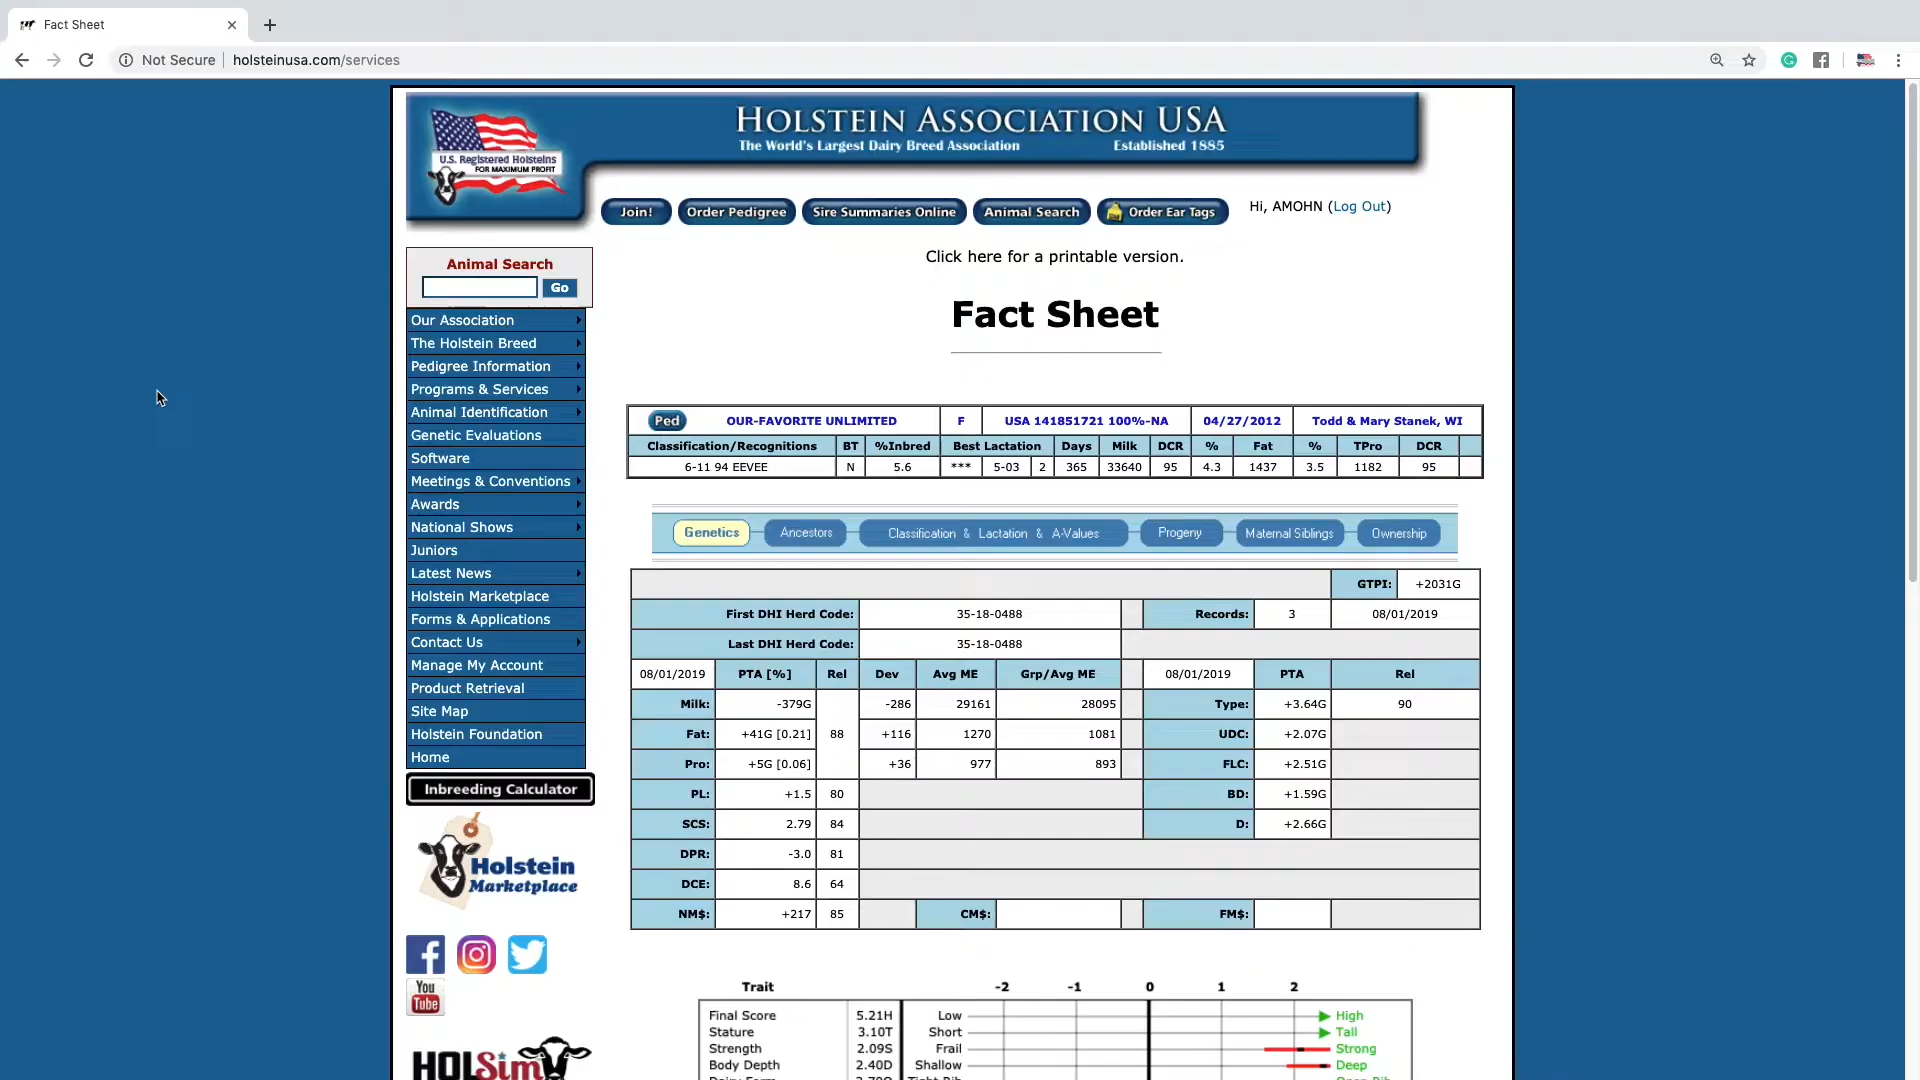 Fact Sheet
Not Secure | holsteinusa.com/services
U.S. Registered Holsteins
FOR MAXIMUM PROFIT
HOLSTEIN ASSOCIATION USA
The World's Largest Dairy Breed Association Established 1885
Join! Order Pedigree Sire Summaries Online Animal Search Order Ear Tags Hi, AMOHN (Log Out)
Animal Search
Go
Our Association
The Holstein Breed
Pedigree Information
Programs & Services
Animal Identification
Genetic Evaluations
Software
Meetings & Conventions
Awards
National Shows
Juniors
Latest News
Holstein Marketplace
Forms & Applications
Contact Us
Manage My Account
Product Retrieval
Site Map
Holstein Foundation
Home
Inbreeding Calculator
Holstein
Marketplace
You
Tube
HOLSim
Click here for a printable version.
Fact Sheet
Ped OUR-FAVORITE UNLIMITED F USA 141851721 100%-NA 04/27/2012 Todd & Mary Stanek, WI
Classification/Recognitions BT %Inbred Best Lactation Days Milk DCR % Fat % TPro DCR
6-11 94 EEVEE N 5.6 *** 5-03 2 365 33640 95 4.3 1437 3.5 1182 95
Genetics Ancestors Classification & Lactation & A-Values Progeny Maternal Siblings Ownership
GTPI: +2031G
First DHI Herd Code: 35-18-0488 Records: 3 08/01/2019
Last DHI Herd Code: 35-18-0488
08/01/2019 PTA [%] Rel Dev Avg ME Grp/Avg ME 08/01/2019 PTA Rel
Milk: -379G -286 29161 28095 Type: +3.64G 90
Fat: +41G [0.21] 88 +116 1270 1081 UDC: +2.07G
Pro: +5G [0.06] +36 977 893 FLC: +2.51G
PL: +1.5 80 BD: +1.59G
SCS: 2.79 84 D: +2.66G
DPR: -3.0 81
DCE: 8.6 64
NM$: +217 85 CM$: FM$:
Trait -2 -1 0 1 2
Final Score 5.21H Low High
Stature 3.10T Short Tall
Strength 2.09S Frail Strong
Body Depth 2.40D Shallow Deep